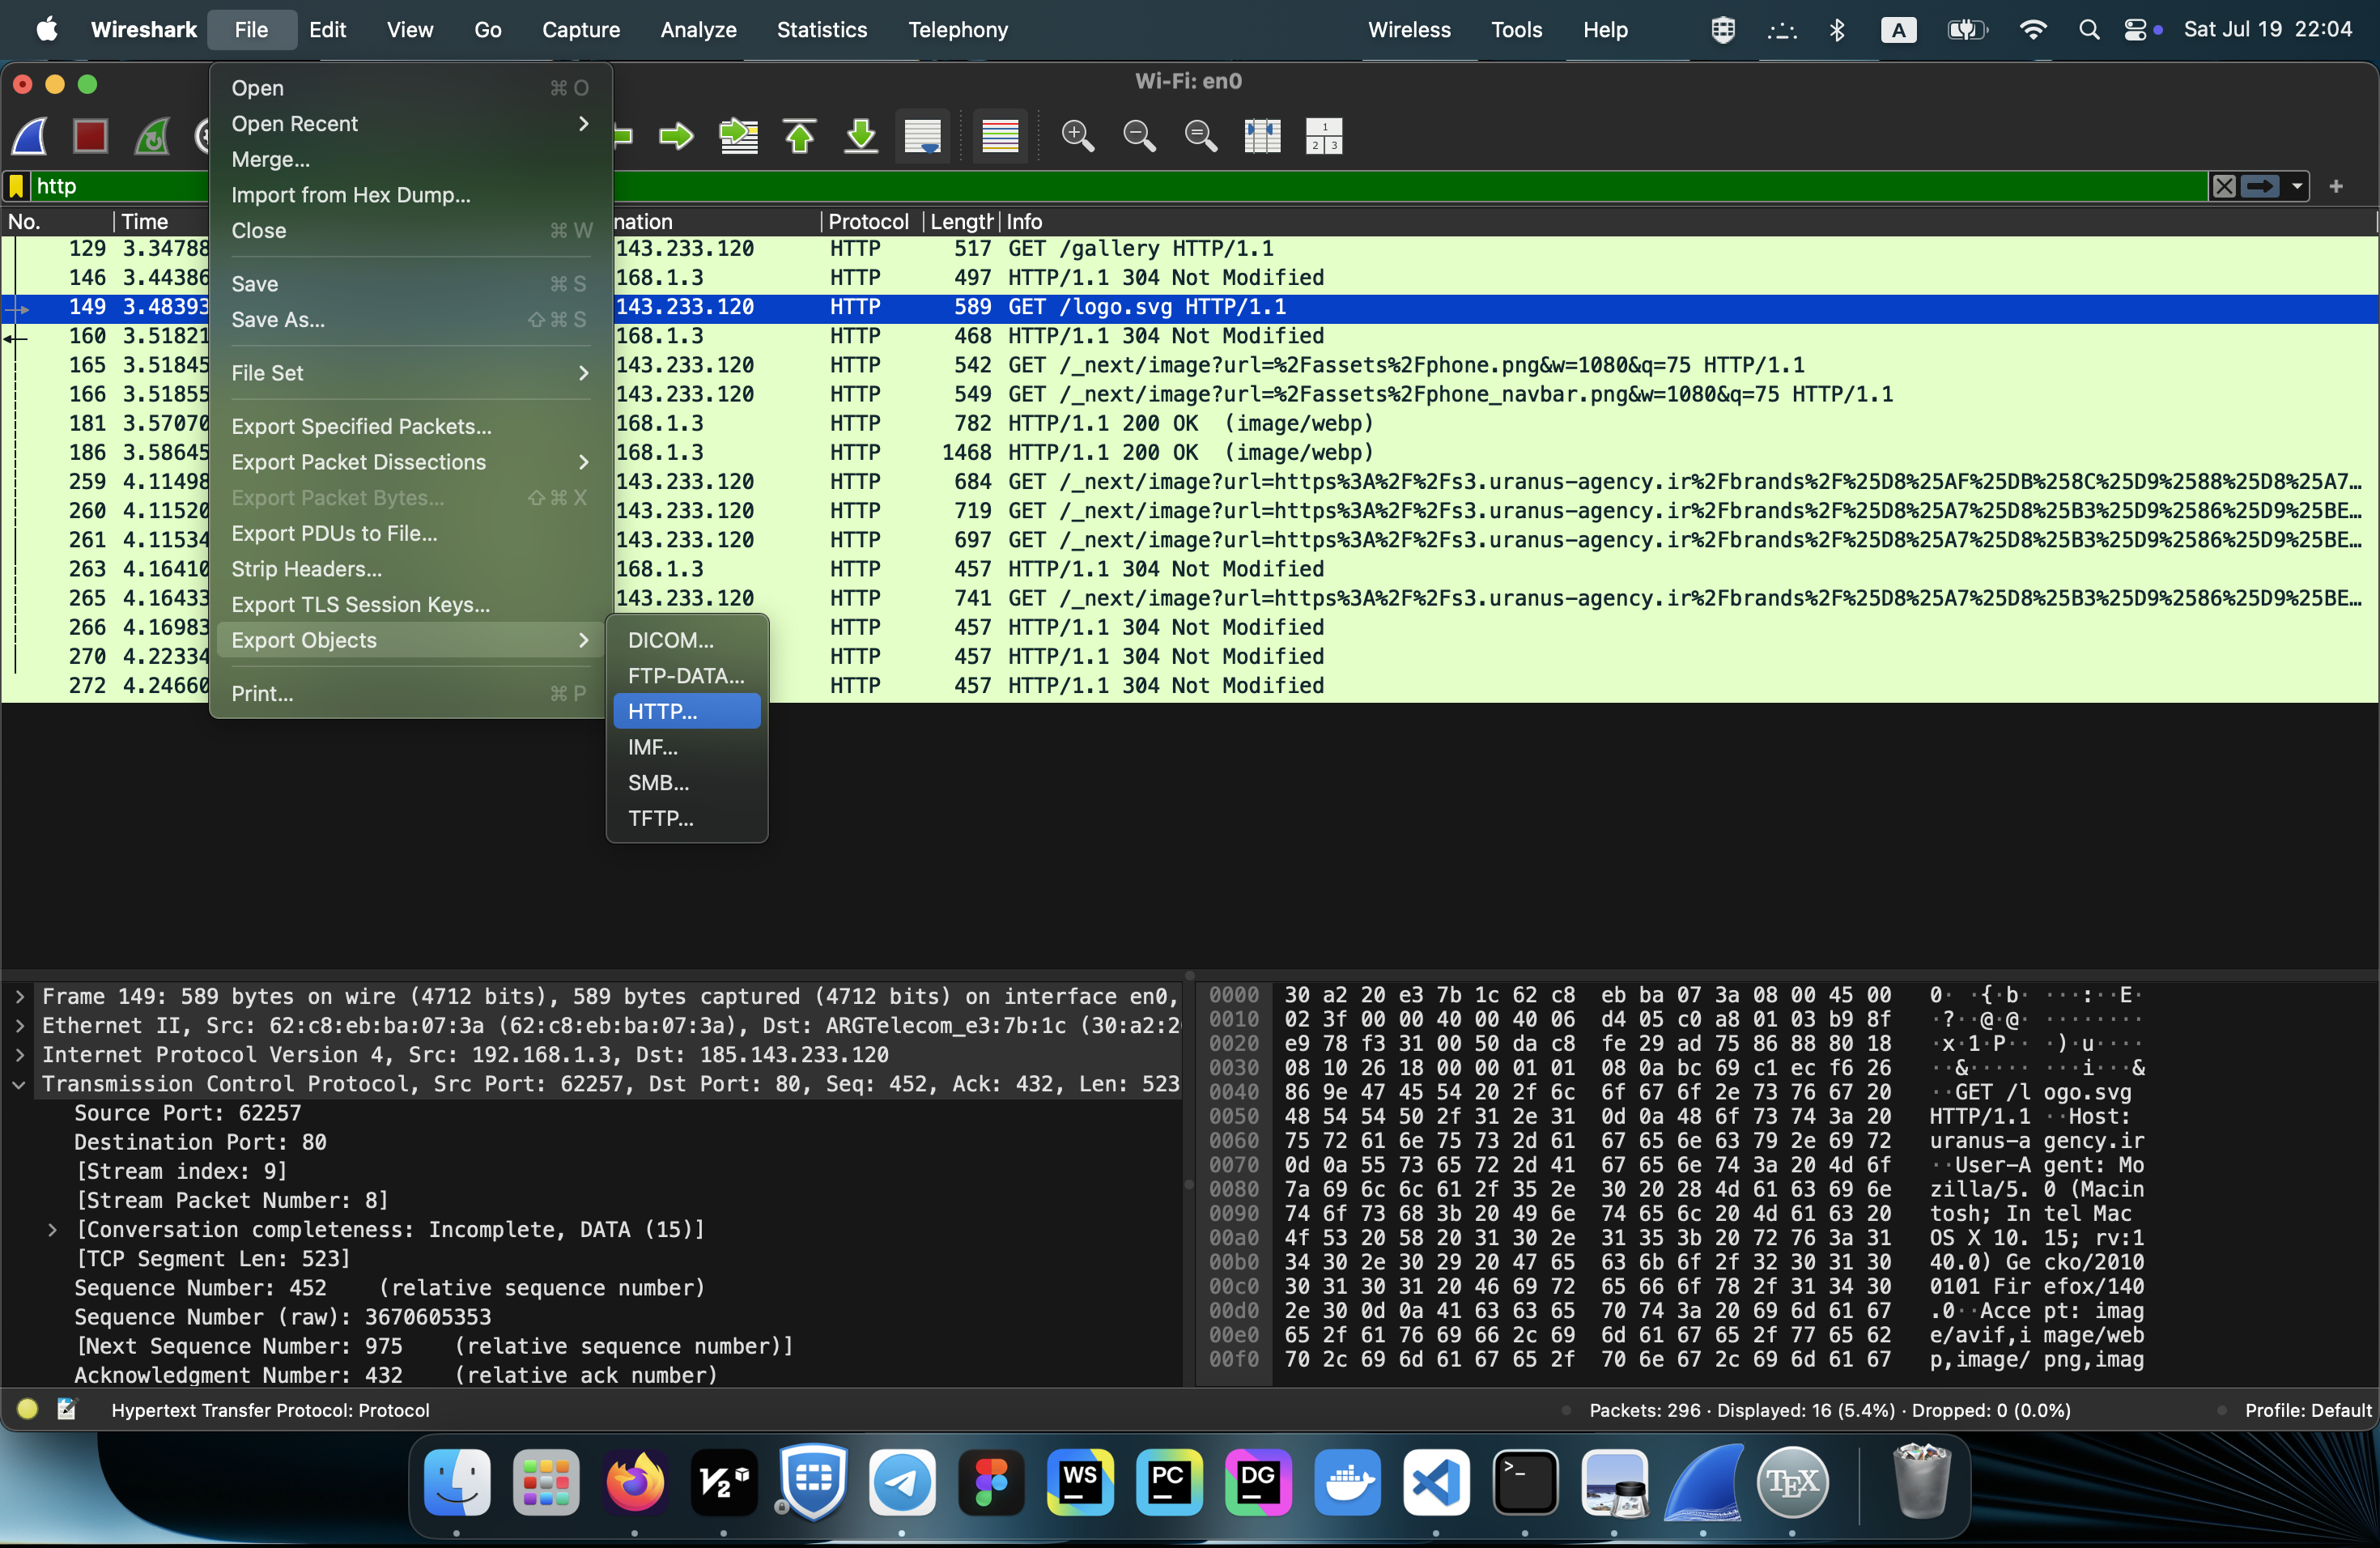 Wireshark File Edit View Go Capture Analyze Statistics Telephony Wireless Tools Help A Sat Jul 19 22:04
Wi-Fi: en0
Open ⌘ O
Open Recent
Merge...
Import from Hex Dump...
Close ⌘ W
Save ⌘ S
Save As... ⇧ ⌘ S
File Set
Export Specified Packets...
Export Packet Dissections
Export Packet Bytes... ⇧ ⌘ X
Export PDUs to File...
Strip Headers...
Export TLS Session Keys...
Export Objects
Print... ⌘ P
DICOM...
FTP-DATA...
HTTP...
IMF...
SMB...
TFTP...
1
2 3
http
No. Time nation Protocol Length Info
129 3.34788 143.233.120 HTTP 517 GET /gallery HTTP/1.1
146 3.44386 168.1.3 HTTP 497 HTTP/1.1 304 Not Modified
149 3.48393 143.233.120 HTTP 589 GET /logo.svg HTTP/1.1
160 3.51821 168.1.3 HTTP 468 HTTP/1.1 304 Not Modified
165 3.51845 143.233.120 HTTP 542 GET /_next/image?url=%2Fassets%2Fphone.png&w=1080&q=75 HTTP/1.1
166 3.51855 143.233.120 HTTP 549 GET /_next/image?url=%2Fassets%2Fphone_navbar.png&w=1080&q=75 HTTP/1.1
181 3.57070 168.1.3 HTTP 782 HTTP/1.1 200 OK (image/webp)
186 3.58645 168.1.3 HTTP 1468 HTTP/1.1 200 OK (image/webp)
259 4.11498 143.233.120 HTTP 684 GET /_next/image?url=https%3A%2F%2Fs3.uranus-agency.ir%2Fbrands%2F%25D8%25AF%25DB%258C%25D9%2588%25D8%25A7…
260 4.11520 143.233.120 HTTP 719 GET /_next/image?url=https%3A%2F%2Fs3.uranus-agency.ir%2Fbrands%2F%25D8%25A7%25D8%25B3%25D9%2586%25D9%25BE…
261 4.11534 143.233.120 HTTP 697 GET /_next/image?url=https%3A%2F%2Fs3.uranus-agency.ir%2Fbrands%2F%25D8%25A7%25D8%25B3%25D9%2586%25D9%25BE…
263 4.16410 168.1.3 HTTP 457 HTTP/1.1 304 Not Modified
265 4.16433 143.233.120 HTTP 741 GET /_next/image?url=https%3A%2F%2Fs3.uranus-agency.ir%2Fbrands%2F%25D8%25A7%25D8%25B3%25D9%2586%25D9%25BE…
266 4.16983 HTTP 457 HTTP/1.1 304 Not Modified
270 4.22334 HTTP 457 HTTP/1.1 304 Not Modified
272 4.24660 HTTP 457 HTTP/1.1 304 Not Modified
Frame 149: 589 bytes on wire (4712 bits), 589 bytes captured (4712 bits) on interface en0,
Ethernet II, Src: 62:c8:eb:ba:07:3a (62:c8:eb:ba:07:3a), Dst: ARGTelecom_e3:7b:1c (30:a2:2
Internet Protocol Version 4, Src: 192.168.1.3, Dst: 185.143.233.120
Transmission Control Protocol, Src Port: 62257, Dst Port: 80, Seq: 452, Ack: 432, Len: 523
Source Port: 62257
Destination Port: 80
[Stream index: 9]
[Stream Packet Number: 8]
[Conversation completeness: Incomplete, DATA (15)]
[TCP Segment Len: 523]
Sequence Number: 452 (relative sequence number)
Sequence Number (raw): 3670605353
[Next Sequence Number: 975 (relative sequence number)]
Acknowledgment Number: 432 (relative ack number)
0000 30 a2 20 e3 7b 1c 62 c8 eb ba 07 3a 08 00 45 00 0· ·{·b· ···:··E·
0010 02 3f 00 00 40 00 40 06 d4 05 c0 a8 01 03 b9 8f ·?··@·@· ········
0020 e9 78 f3 31 00 50 da c8 fe 29 ad 75 86 88 80 18 ·x·1·P·· ·)·u····
0030 08 10 26 18 00 00 01 01 08 0a bc 69 c1 ec f6 26 ··&····· ···i···&
0040 86 9e 47 45 54 20 2f 6c 6f 67 6f 2e 73 76 67 20 ··GET /l ogo.svg
0050 48 54 54 50 2f 31 2e 31 0d 0a 48 6f 73 74 3a 20 HTTP/1.1 ··Host:
0060 75 72 61 6e 75 73 2d 61 67 65 6e 63 79 2e 69 72 uranus-a gency.ir
0070 0d 0a 55 73 65 72 2d 41 67 65 6e 74 3a 20 4d 6f ··User-A gent: Mo
0080 7a 69 6c 6c 61 2f 35 2e 30 20 28 4d 61 63 69 6e zilla/5. 0 (Macin
0090 74 6f 73 68 3b 20 49 6e 74 65 6c 20 4d 61 63 20 tosh; In tel Mac
00a0 4f 53 20 58 20 31 30 2e 31 35 3b 20 72 76 3a 31 OS X 10. 15; rv:1
00b0 34 30 2e 30 29 20 47 65 63 6b 6f 2f 32 30 31 30 40.0) Ge cko/2010
00c0 30 31 30 31 20 46 69 72 65 66 6f 78 2f 31 34 30 0101 Fir efox/140
00d0 2e 30 0d 0a 41 63 63 65 70 74 3a 20 69 6d 61 67 .0··Acce pt: imag
00e0 65 2f 61 76 69 66 2c 69 6d 61 67 65 2f 77 65 62 e/avif,i mage/web
00f0 70 2c 69 6d 61 67 65 2f 70 6e 67 2c 69 6d 61 67 p,image/ png,imag
Hypertext Transfer Protocol: Protocol Packets: 296 · Displayed: 16 (5.4%) · Dropped: 0 (0.0%) Profile: Default
V2 WS PC DG >_ TEX